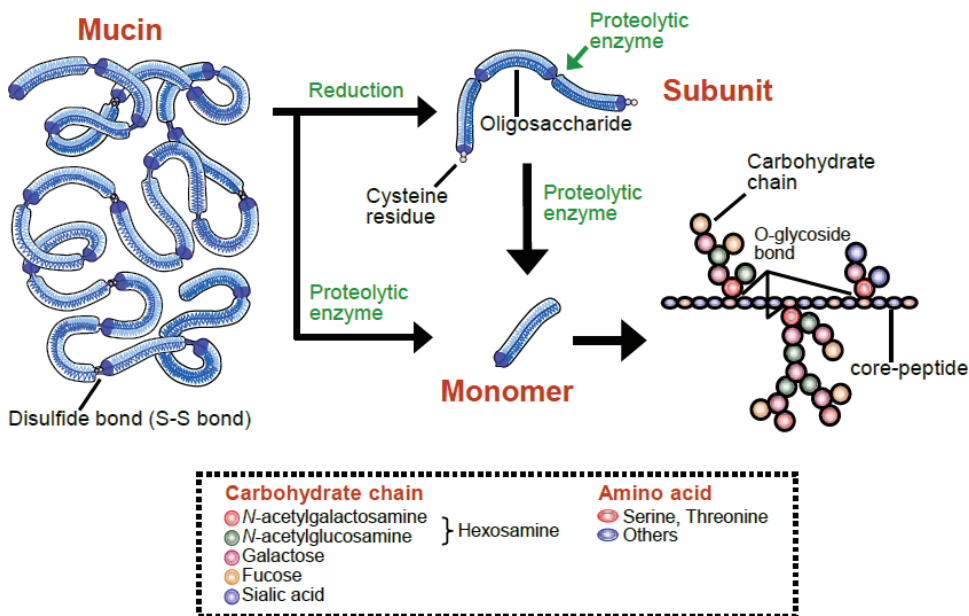 Mucin
Reduction
Proteolytic
enzyme
Subunit
Oligosaccharide
Cysteine
residue
Proteolytic
enzyme
Proteolytic
enzyme
Monomer
Disulfide bond (S-S bond)
Carbohydrate
chain
O-glycoside
bond
core-peptide
Carbohydrate chain
N-acetylgalactosamine
N-acetylglucosamine
Hexosamine
Galactose
Fucose
Sialic acid
Amino acid
Serine, Threonine
Others